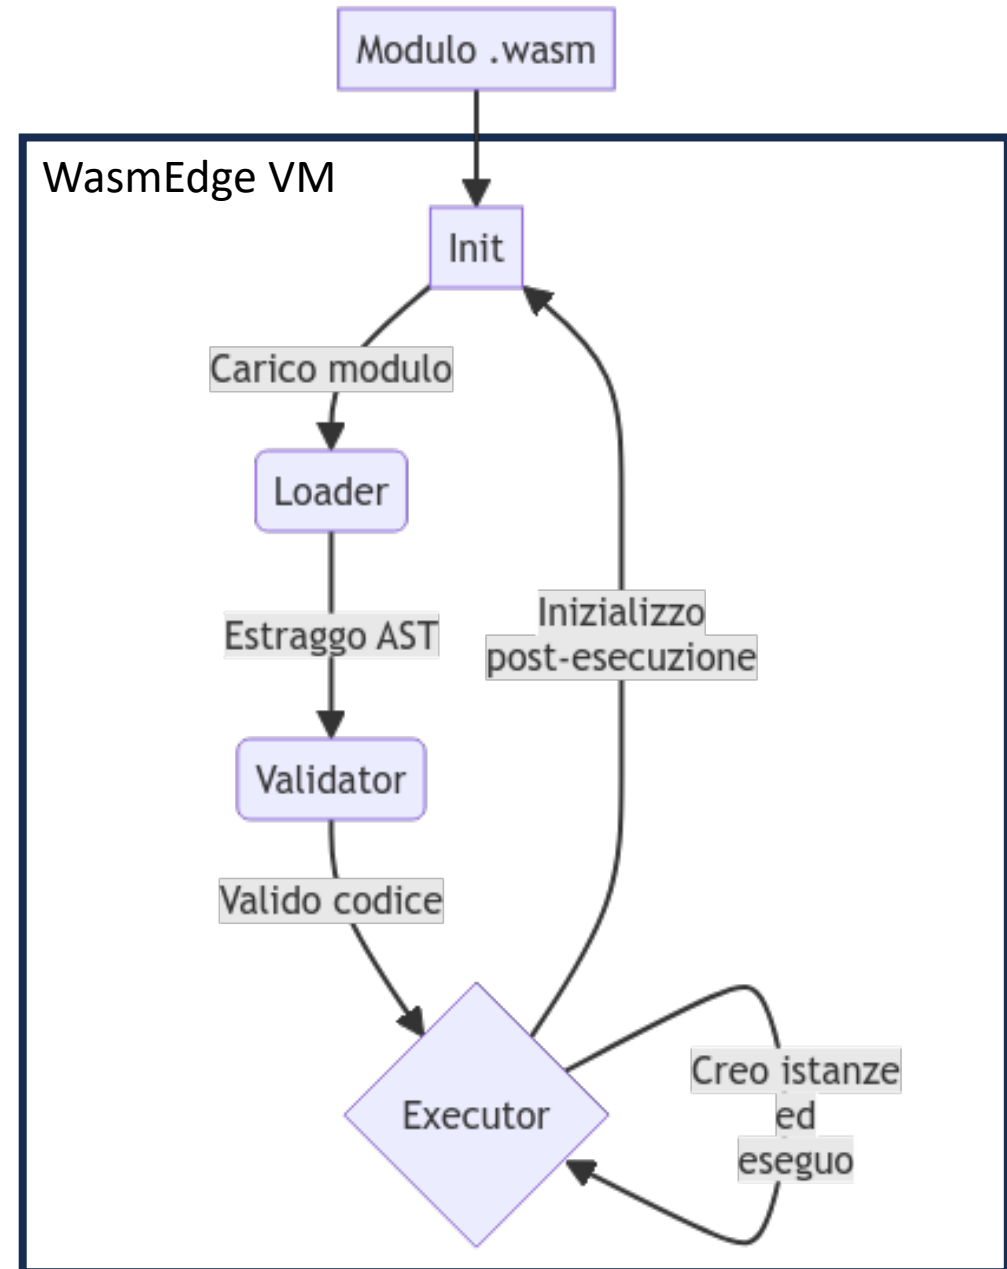 Modulo .wasm
WasmEdge VM
Init
Carico modulo
Loader
Estraggo AST
Inizializzo
post-esecuzione
Validator
Valido codice
Executor
Creo istanze
ed
eseguo